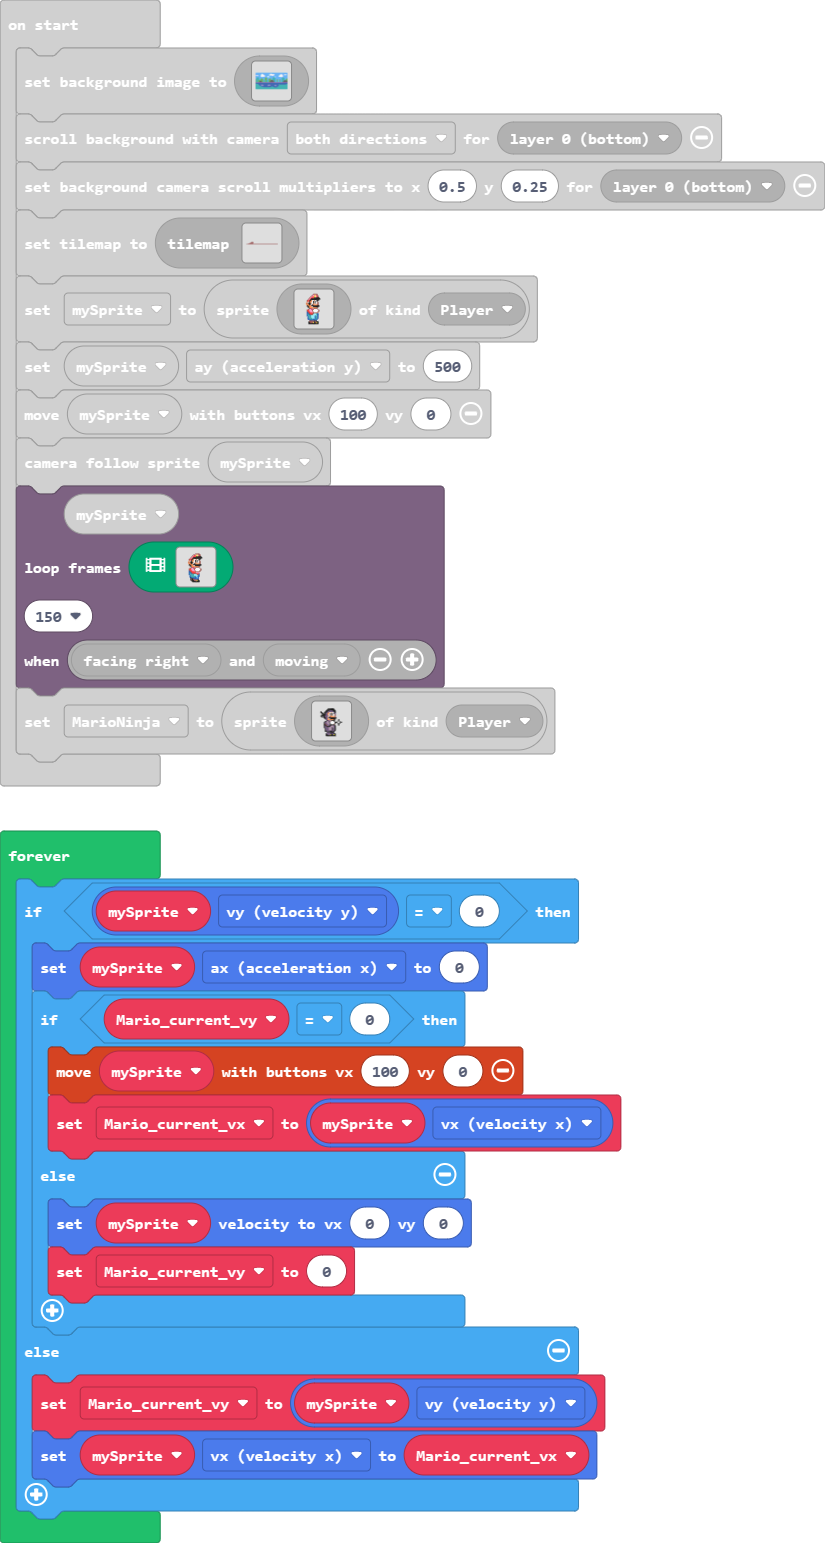 on start
set background image to
scroll background with camera both directions for layer 0 (bottom)
set background camera scroll multipliers to x 0.5 y 0.25 for layer 0 (bottom)
set tilemap to tilemap
set mySprite to sprite of kind Player
set mySprite ay (acceleration y) to 500
move mySprite with buttons vx 100 vy 0
camera follow sprite mySprite
mySprite
loop frames
150
when facing right and moving
set MarioNinja to sprite of kind Player
forever
if mySprite vy (velocity y) = 0 then
set mySprite ax (acceleration x) to 0
if Mario_current_vy = 0 then
move mySprite with buttons vx 100 vy 0
set Mario_current_vx to mySprite vx (velocity x)
else
set mySprite velocity to vx 0 vy 0
set Mario_current_vy to 0
else
set Mario_current_vy to mySprite vy (velocity y)
set mySprite vx (velocity x) to Mario_current_vx